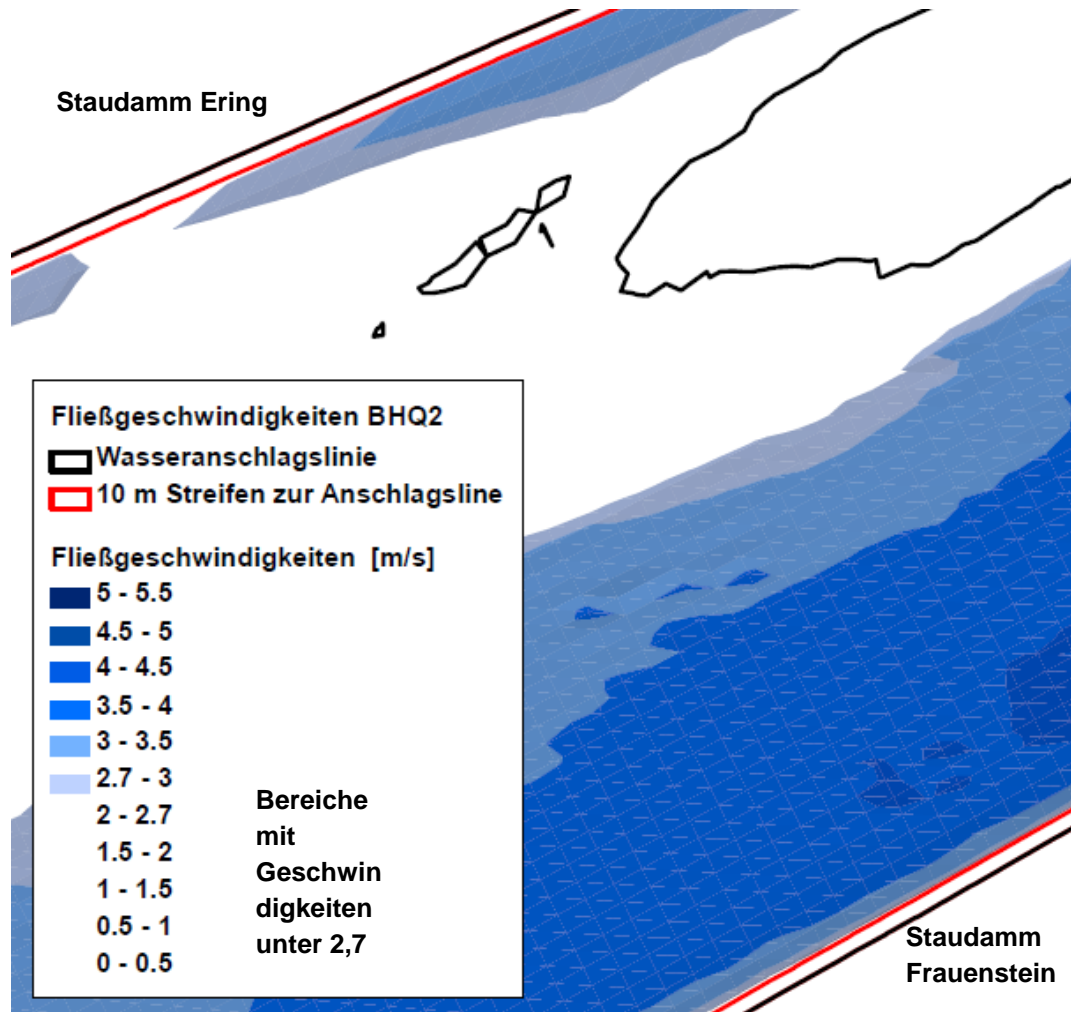 Staudamm Ering
Fließgeschwindigkeiten BHQ2
Wasseranschlagslinie
10 m Streifen zur Anschlagsline
Fließgeschwindigkeiten [m/s]
5 - 5.5
4.5 - 5
4 - 4.5
3.5 - 4
3 - 3.5
2.7 - 3
2 - 2.7
1.5 - 2
1 - 1.5
0.5 - 1
0 - 0.5
Bereiche
mit
Geschwin
digkeiten
unter 2,7
Staudamm
Frauenstein